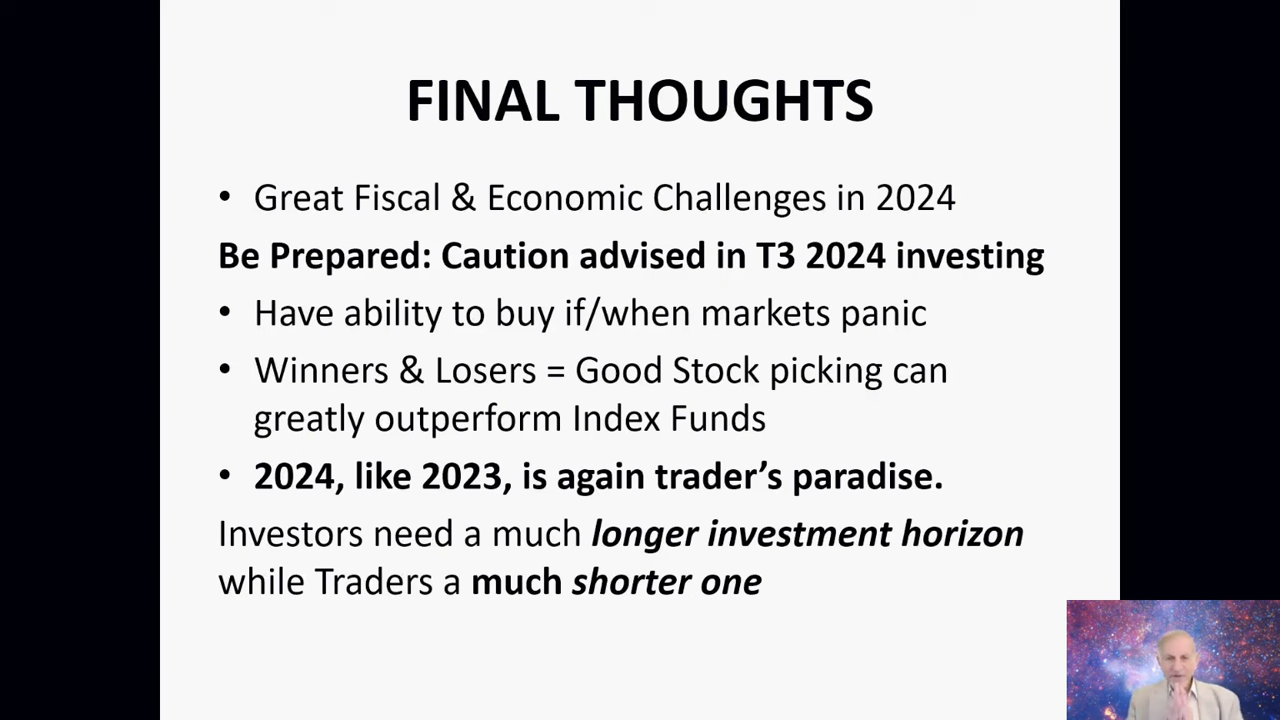 FINAL THOUGHTS
• Great Fiscal & Economic Challenges in 2024
Be Prepared: Caution advised in T3 2024 investing
• Have ability to buy if/when markets panic
• Winners & Losers = Good Stock picking can
greatly outperform Index Funds
• 2024, like 2023, is again trader’s paradise.
Investors need a much longer investment horizon
while Traders a much shorter one